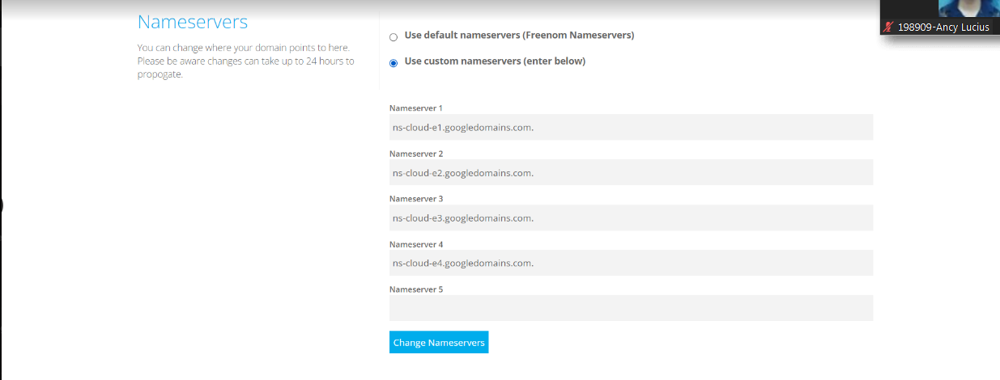 Nameservers
You can change where your domain points to here.
Please be aware changes can take up to 24 hours to
propogate.
Use default nameservers (Freenom Nameservers)
Use custom nameservers (enter below)
Nameserver 1
ns-cloud-e1.googledomains.com.
Nameserver 2
ns-cloud-e2.googledomains.com.
Nameserver 3
ns-cloud-e3.googledomains.com.
Nameserver 4
ns-cloud-e4.googledomains.com.
Nameserver 5
Change Nameservers
198909-Ancy Lucius